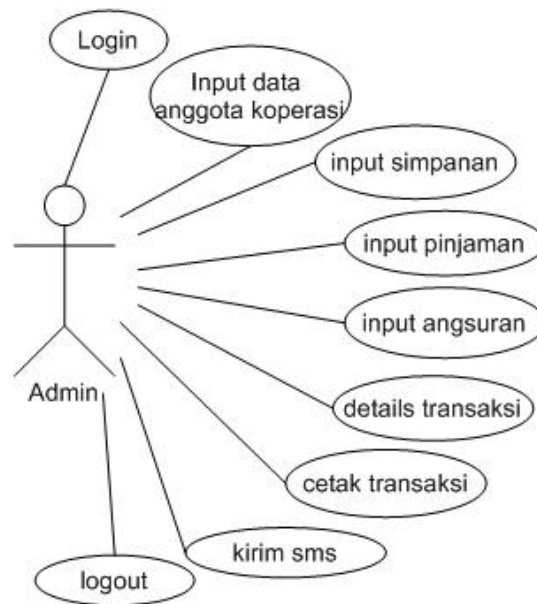 Login
Input data
anggota koperasi
input simpanan
input pinjaman
input angsuran
details transaksi
cetak transaksi
kirim sms
logout
Admin